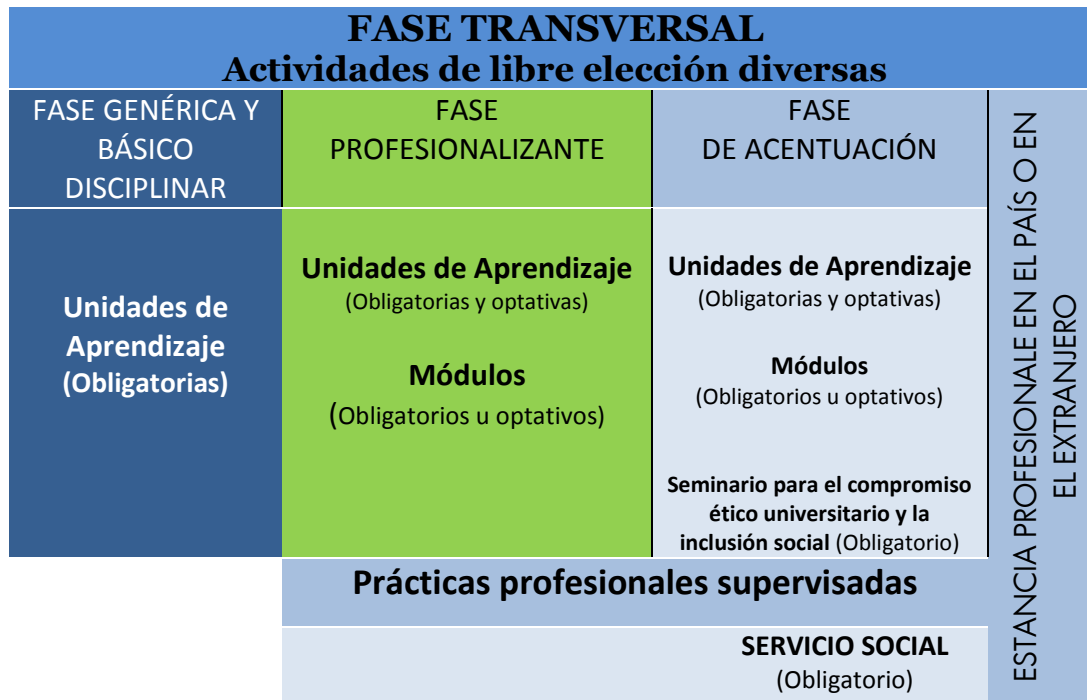 FASE TRANSVERSAL
Actividades de libre elección diversas
FASE GENÉRICA Y
BÁSICO
DISCIPLINAR
FASE
PROFESIONALIZANTE
FASE
DE ACENTUACIÓN
Unidades de
Aprendizaje
(Obligatorias)
Unidades de Aprendizaje
(Obligatorias y optativas)
Módulos
(Obligatorios u optativos)
Unidades de Aprendizaje
(Obligatorias y optativas)
Módulos
(Obligatorios u optativos)
Seminario para el compromiso
ético universitario y la
inclusión social (Obligatorio)
ESTANCIA PROFESIONALE EN EL PAÍS O EN
EL EXTRANJERO
Prácticas profesionales supervisadas
SERVICIO SOCIAL
(Obligatorio)